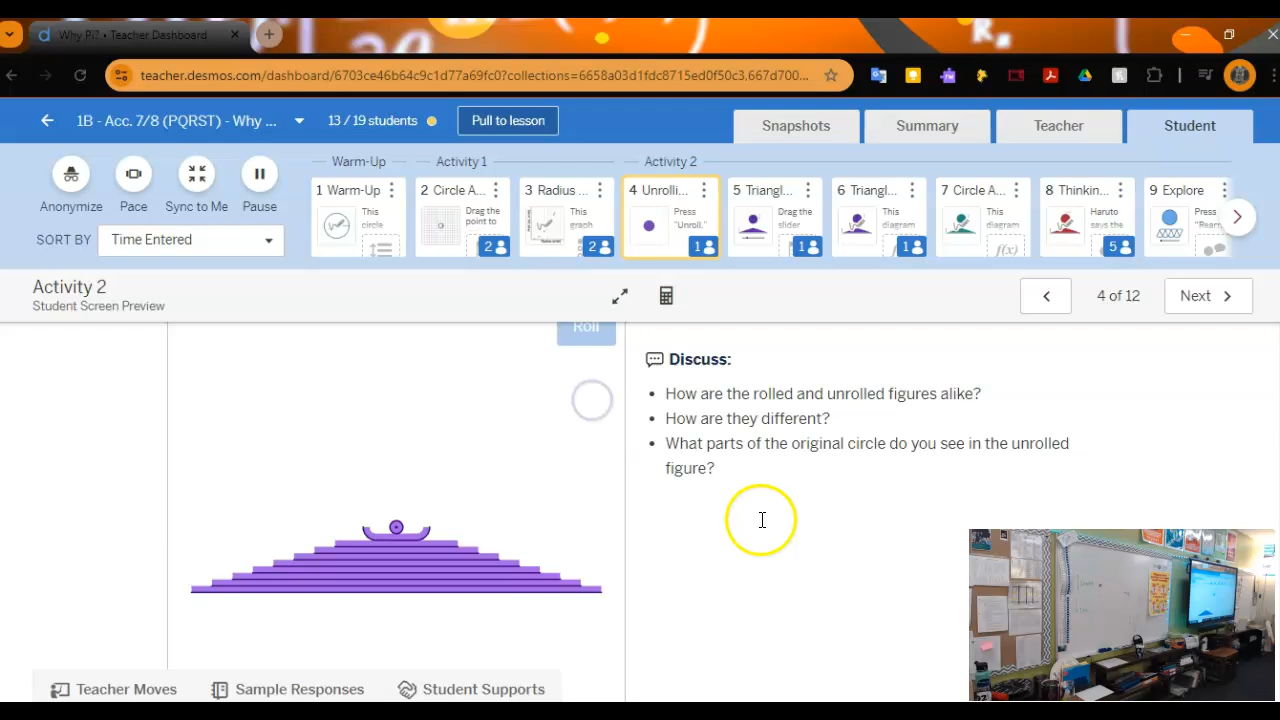 Why Pi? • Teacher Dashboard
teacher.desmos.com/dashboard/6703ce46b64c9c1d77a69fc0?collections=6658a03d1fdc8715ed0f50c3,667d700...
1B - Acc. 7/8 (PQRST) - Why ...
13 / 19 students
Pull to lesson
Snapshots
Summary
Teacher
Student
Anonymize
Pace
Sync to Me
Pause
SORT BY
Time Entered
Warm-Up
Activity 1
Activity 2
1 Warm-Up
This
circle
2 Circle A...
Drag the
point to
2
3 Radius ...
This
graph
2
4 Unrolli...
Press
"Unroll."
1
5 Triangl...
Drag the
slider
1
6 Triangl...
This
diagram
1
7 Circle A...
This
diagram
f(x)
8 Thinkin...
Haruto
says the
5
9 Explore
Press
"Rearr
Activity 2
Student Screen Preview
4 of 12
Next
Roll
Discuss:
• How are the rolled and unrolled figures alike?
• How are they different?
• What parts of the original circle do you see in the unrolled
figure?
Teacher Moves
Sample Responses
Student Supports